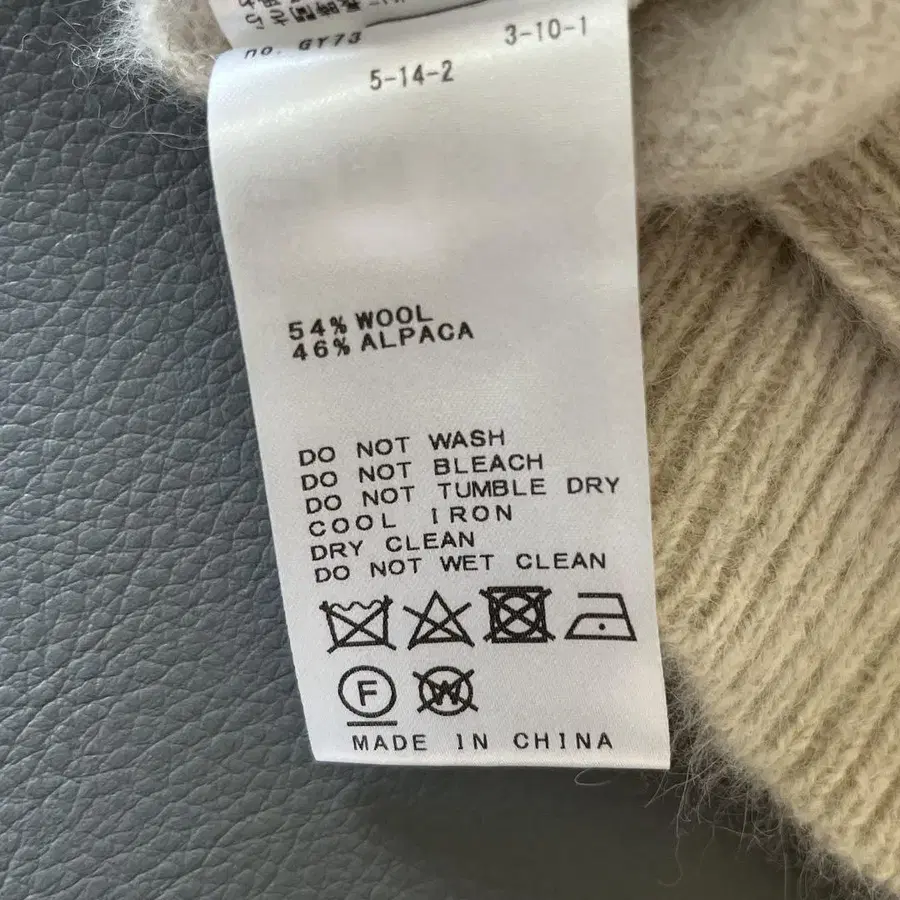 no. GY73 3-10-1
5-14-2
54% WOOL
46% ALPACA
DO NOT WASH
DO NOT BLEACH
DO NOT TUMBLE DRY
COOL IRON
DRY CLEAN
DO NOT WET CLEAN
F W
MADE IN CHINA